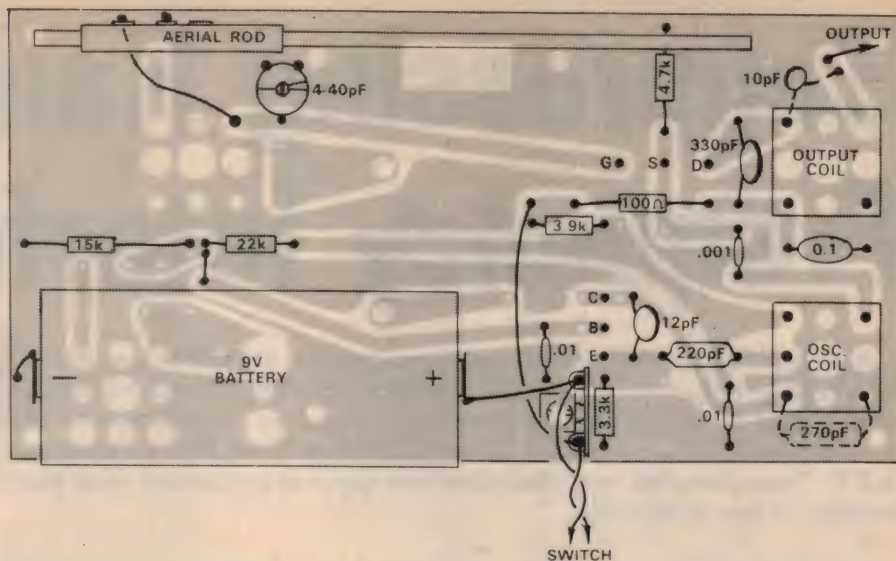 AERIAL ROD
OUTPUT
4-40pF
4.7k
10pF
330pF
OUTPUT
COIL
G
S
D
100Ω
3.9k
15k
22k
.001
0.1
C
B
E
12pF
.01
220pF
OSC.
COIL
9V
BATTERY
−
+
3.3k
.01
270pF
SWITCH